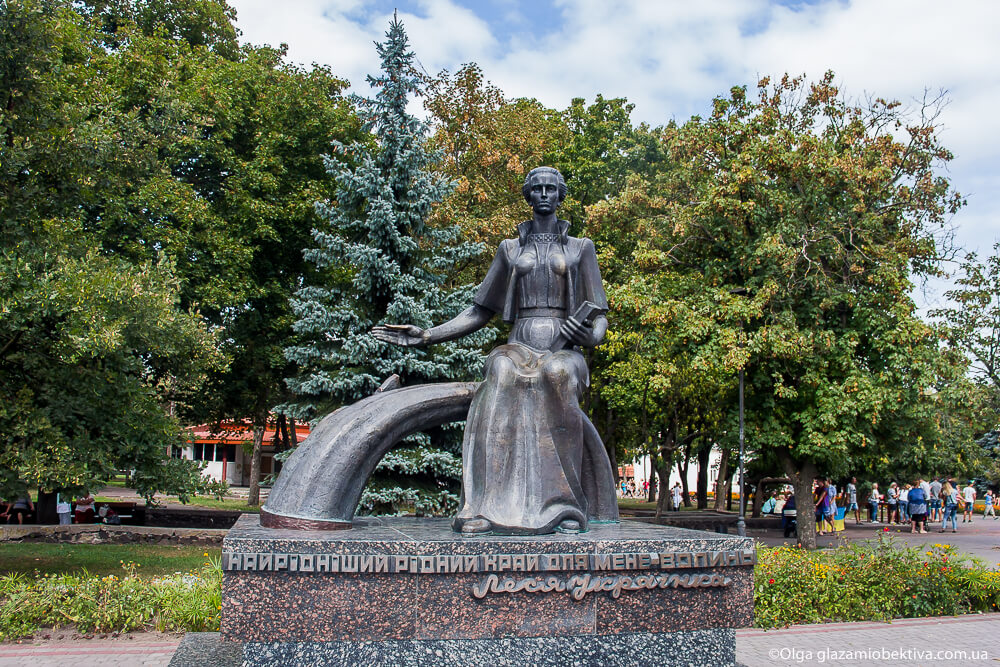 НАЙРІДНІШИЙ РІДНИЙ КРАЙ ДЛЯ МЕНЕ-ВОЛИНЬ
Леся Українка
©Olga glazamiobektiva.com.ua